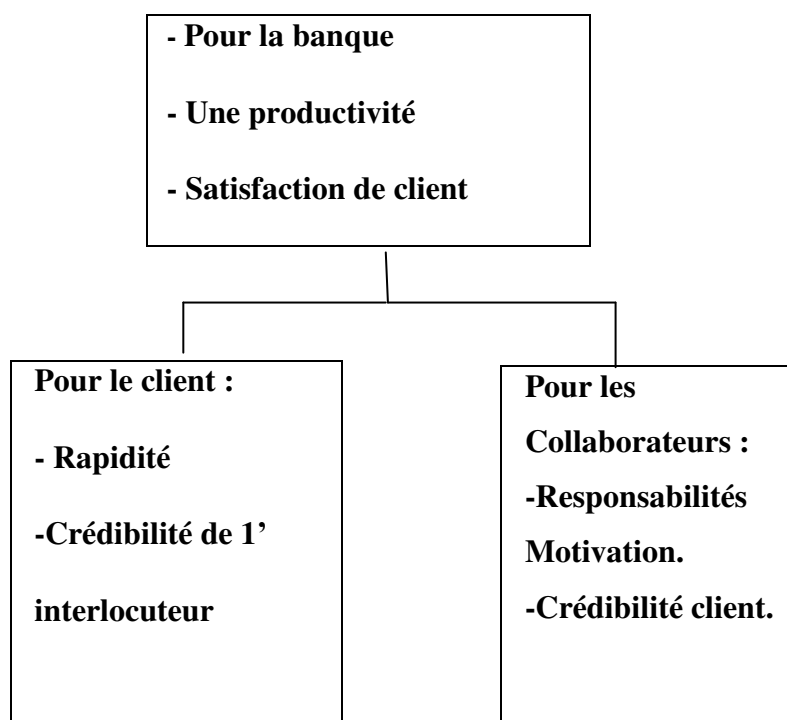 - Pour la banque
- Une productivité
- Satisfaction de client
Pour le client :
- Rapidité
-Crédibilité de 1’
interlocuteur
Pour les
Collaborateurs :
-Responsabilités
Motivation.
-Crédibilité client.